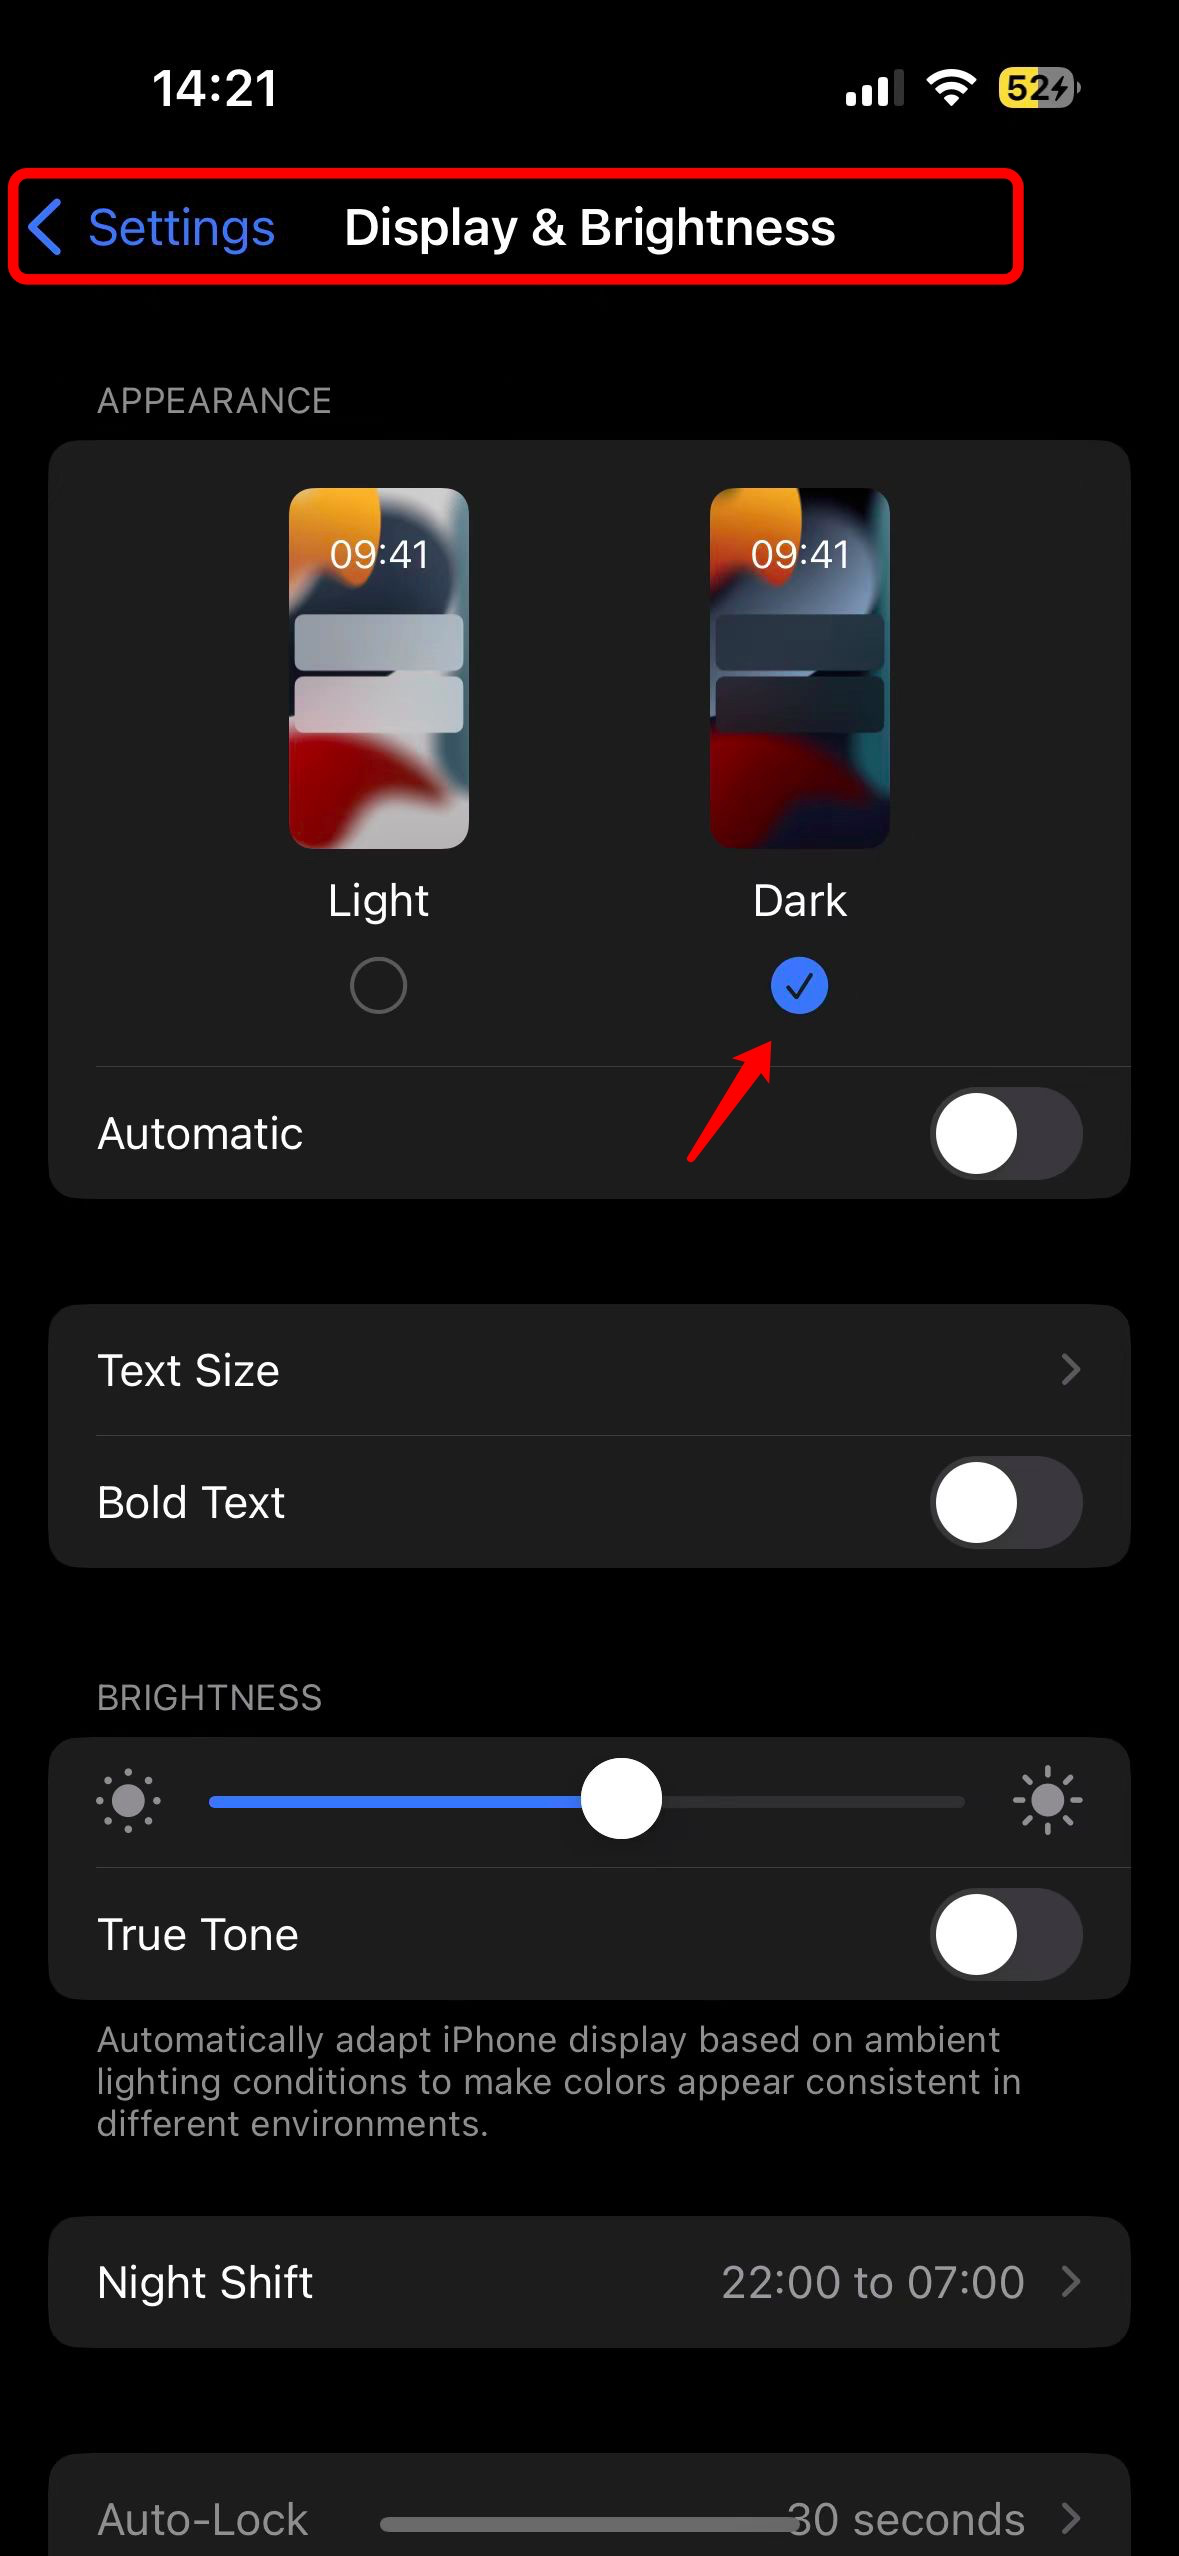 14:21 52
Settings Display & Brightness
APPEARANCE
09:41 09:41
Light Dark
Automatic
Text Size
Bold Text
BRIGHTNESS
True Tone
Automatically adapt iPhone display based on ambient
lighting conditions to make colors appear consistent in
different environments.
Night Shift 22:00 to 07:00
Auto-Lock 30 seconds